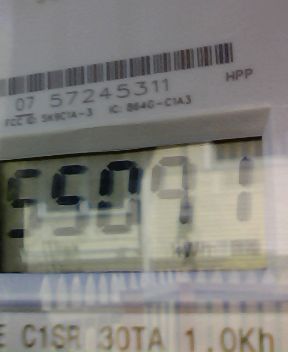 HPP
07 57245311
FCC ID: SK9C1A-3 IC: 864G-C1A3
55091
E C1SR 30TA 1.0Kh